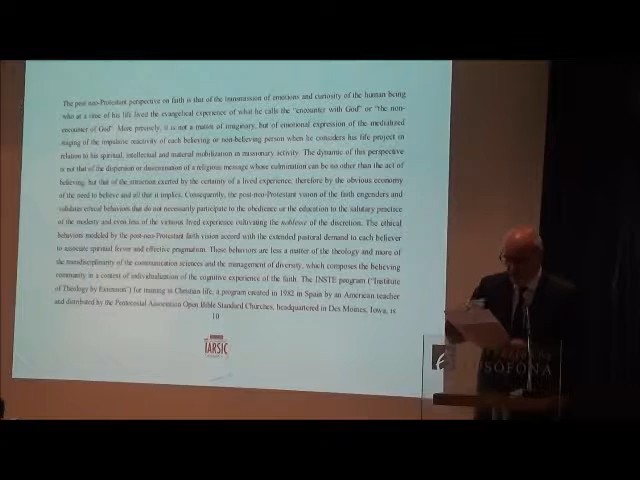 The post neo-Protestant perspective on faith is that of the transmission of emotions and curiosity of the human being
who at a time of his life lived the evangelical experience of what he calls the "encounter with God" or "the non-
encounter of God". More precisely, it is not a matter of imaginary, but of emotional expression of the mediatized
staging of the impulsive reactivity of each believing or non-believing person when he considers his life project in
relation to his spiritual, intellectual and material mobilization in missionary activity. The dynamic of this perspective
is not that of the dispersion or dissemination of a religious message whose culmination can be no other than the act of
believing, but that of the attraction exerted by the certainty of a lived experience, therefore by the obvious economy
of the need to believe and all that it implies. Consequently, the post-neo-Protestant vision of the faith engenders and
validates ethical behaviors that do not necessarily participate to the obedience or the education to the salutary practice
of the modesty and even less of the virtuous lived experience cultivating the noblesse of the discretion. The ethical
behaviors modeled by the post-neo-Protestant faith vision accord with the extended pastoral demand to each believer
to associate spiritual fervor and effective pragmatism. These behaviors are less a matter of the theology and more of
the transdisciplinarity of the communication sciences and the management of diversity, which composes the believing
community in a context of individualization of the cognitive experience of the faith. The INSTE program ("Institute
of Theology by Extension") for training in Christian life, a program created in 1982 in Spain by an American teacher
and distributed by the Pentecostal Association Open Bible Standard Churches, headquartered in Des Moines, Iowa, is
10
IARSIC
USÓFONA